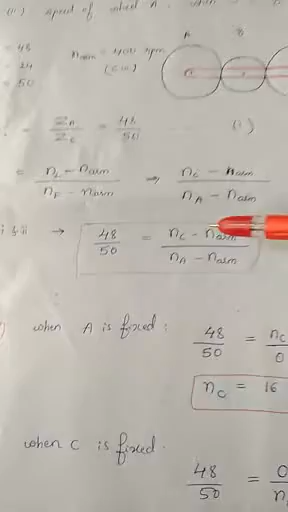 (ii) speed of wheel A, when
= 48
= 24
= 50
n_arm = 400 rpm
(c.w.)
A B
= Z_A / Z_C = 48 / 50 ... (i)
= n_L - n_arm / n_F - n_arm ⇒ n_C - n_arm / n_A - n_arm
i & ii → 48 / 50 = n_C - n_arm / n_A - n_arm
when A is fixed:
48 / 50 = n_C / 0
n_C = 16
when C is fixed.
48 / 50 = 0 / n